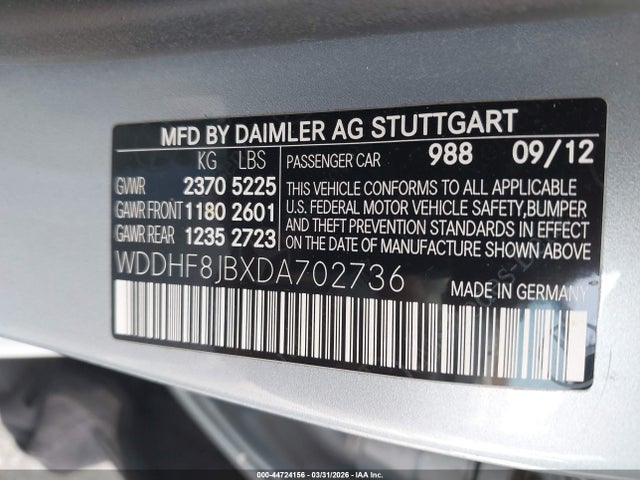 MFD BY DAIMLER AG STUTTGART
KG LBS
GVWR 2370 5225
GAWR FRONT 1180 2601
GAWR REAR 1235 2723
PASSENGER CAR 988 09/12
THIS VEHICLE CONFORMS TO ALL APPLICABLE
U.S. FEDERAL MOTOR VEHICLE SAFETY,BUMPER
AND THEFT PREVENTION STANDARDS IN EFFECT
ON THE DATE OF MANUFACTURE SHOWN ABOVE
WDDHF8JBXDA702736
MADE IN GERMANY
000-44724156 - 03/31/2026 - IAA Inc.